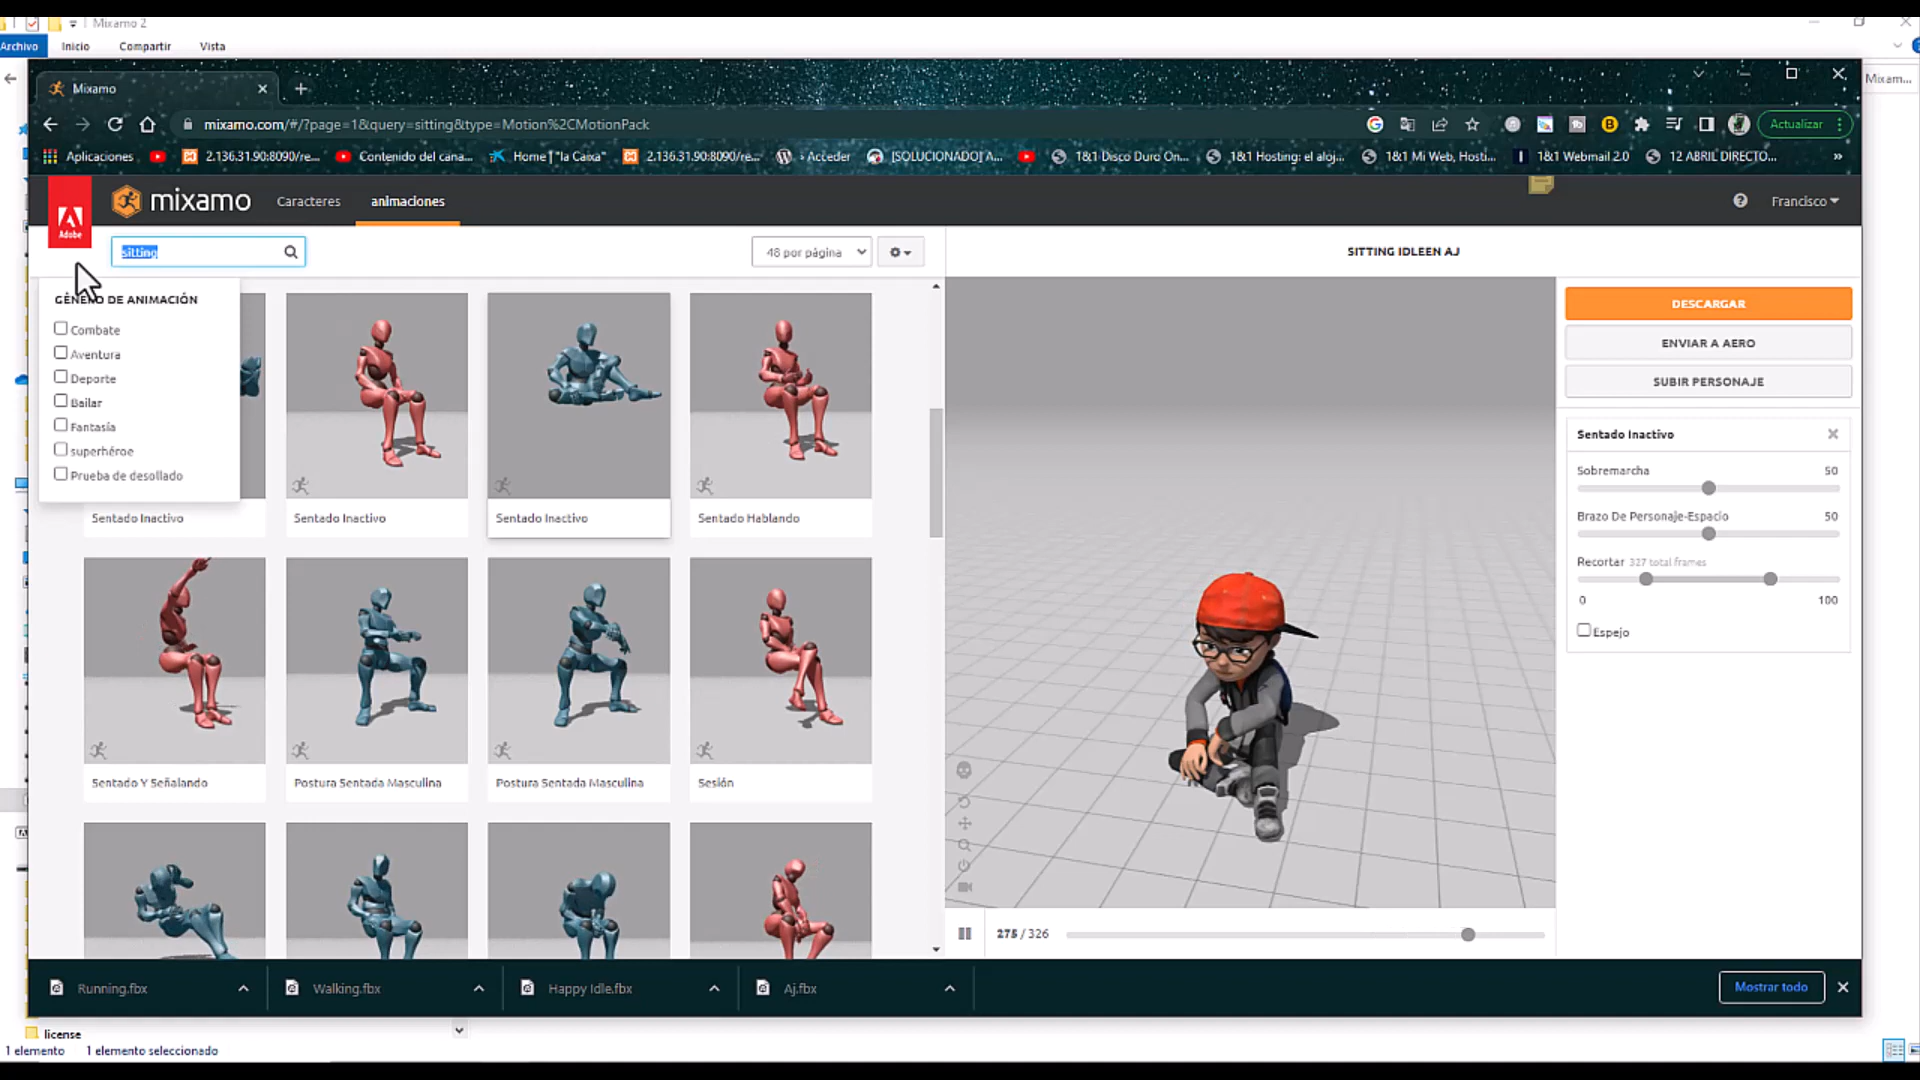 Mixamo 2
Archivo Inicio Compartir Vista
Mixam...
Mixamo
mixamo.com/#/?page=1&query=sitting&type=Motion%2CMotionPack
Actualizar
Aplicaciones 2.136.31.90:8090/re... Contenido del cana... Home | "la Caixa" 2.136.31.90:8090/re... › Acceder [SOLUCIONADO] A... 1&1 Disco Duro On... 1&1 Hosting: el aloj... 1&1 Mi Web, Hosti... 1&1 Webmail 2.0 12 ABRIL DIRECTO... »
Adobe
mixamo Caracteres animaciones
Francisco
sitting
48 por página
SITTING IDLEEN AJ
GÉNERO DE ANIMACIÓN
Combate
Aventura
Deporte
Bailar
Fantasía
superhéroe
Prueba de desollado
Sentado Inactivo Sentado Inactivo Sentado Inactivo Sentado Hablando
Sentado Y Señalando Postura Sentada Masculina Postura Sentada Masculina Sesión
DESCARGAR
ENVIAR A AERO
SUBIR PERSONAJE
Sentado Inactivo
Sobremarcha 50
Brazo De Personaje-Espacio 50
Recortar 327 total frames
0 100
Espejo
275 / 326
Running.fbx Walking.fbx Happy Idle.fbx Aj.fbx Mostrar todo
license
1 elemento 1 elemento seleccionado